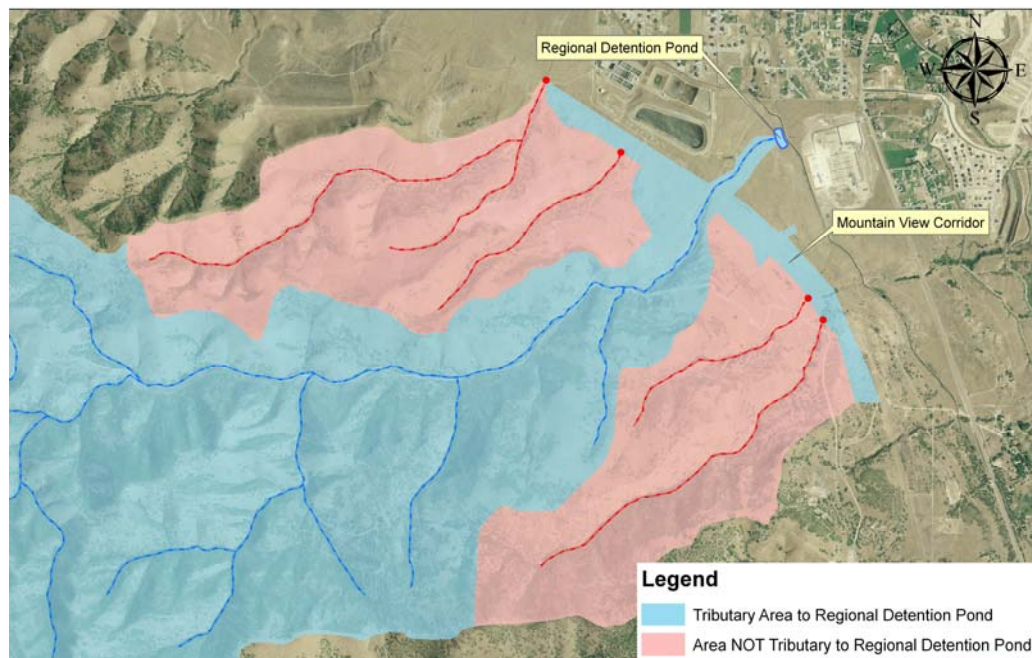 Regional Detention
Pond
N
W E
S
Mountain View Corridor
Legend
Tributary Area to Regional Detention Pond
Area NOT Tributary to Regional Detention Pond